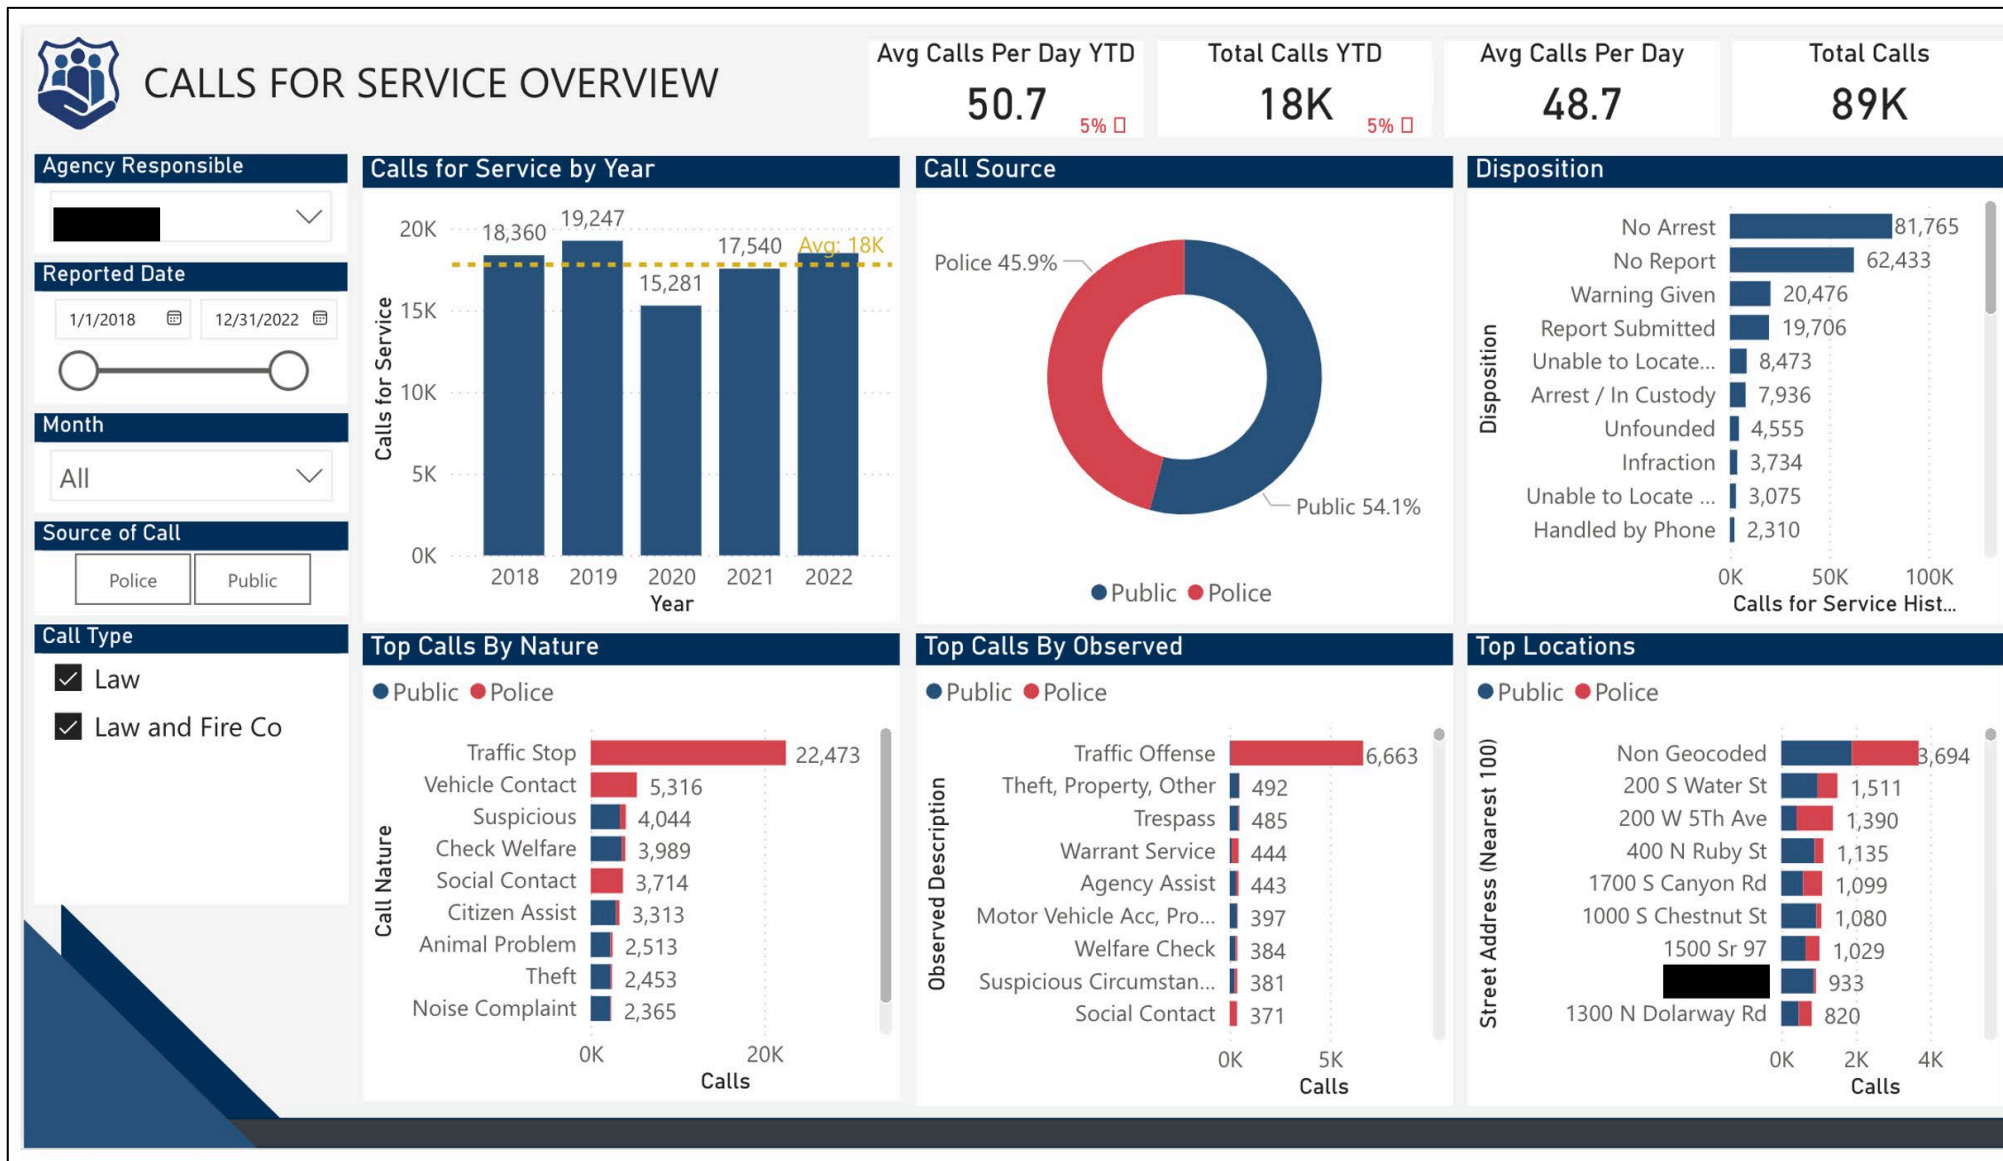 CALLS FOR SERVICE OVERVIEW
Avg Calls Per Day YTD
50.7
5%
Total Calls YTD
18K
5%
Avg Calls Per Day
48.7
Total Calls
89K
Agency Responsible
Reported Date
1/1/2018
12/31/2022
Month
All
Source of Call
Police
Public
Call Type
Law
Law and Fire Co
Calls for Service by Year
Calls for Service
20K
15K
10K
5K
0K
18,360
19,247
15,281
17,540
Avg: 18K
2018
2019
2020
2021
2022
Year
Call Source
Police 45.9%
Public 54.1%
Public
Police
Disposition
Disposition
No Arrest 81,765
No Report 62,433
Warning Given 20,476
Report Submitted 19,706
Unable to Locate... 8,473
Arrest / In Custody 7,936
Unfounded 4,555
Infraction 3,734
Unable to Locate ... 3,075
Handled by Phone 2,310
0K 50K 100K
Calls for Service Hist...
Top Calls By Nature
Public Police
Call Nature
Traffic Stop 22,473
Vehicle Contact 5,316
Suspicious 4,044
Check Welfare 3,989
Social Contact 3,714
Citizen Assist 3,313
Animal Problem 2,513
Theft 2,453
Noise Complaint 2,365
0K 20K
Calls
Top Calls By Observed
Public Police
Observed Description
Traffic Offense 6,663
Theft, Property, Other 492
Trespass 485
Warrant Service 444
Agency Assist 443
Motor Vehicle Acc, Pro... 397
Welfare Check 384
Suspicious Circumstan... 381
Social Contact 371
0K 5K
Calls
Top Locations
Public Police
Street Address (Nearest 100)
Non Geocoded 3,694
200 S Water St 1,511
200 W 5Th Ave 1,390
400 N Ruby St 1,135
1700 S Canyon Rd 1,099
1000 S Chestnut St 1,080
1500 Sr 97 1,029
933
1300 N Dolarway Rd 820
0K 2K 4K
Calls